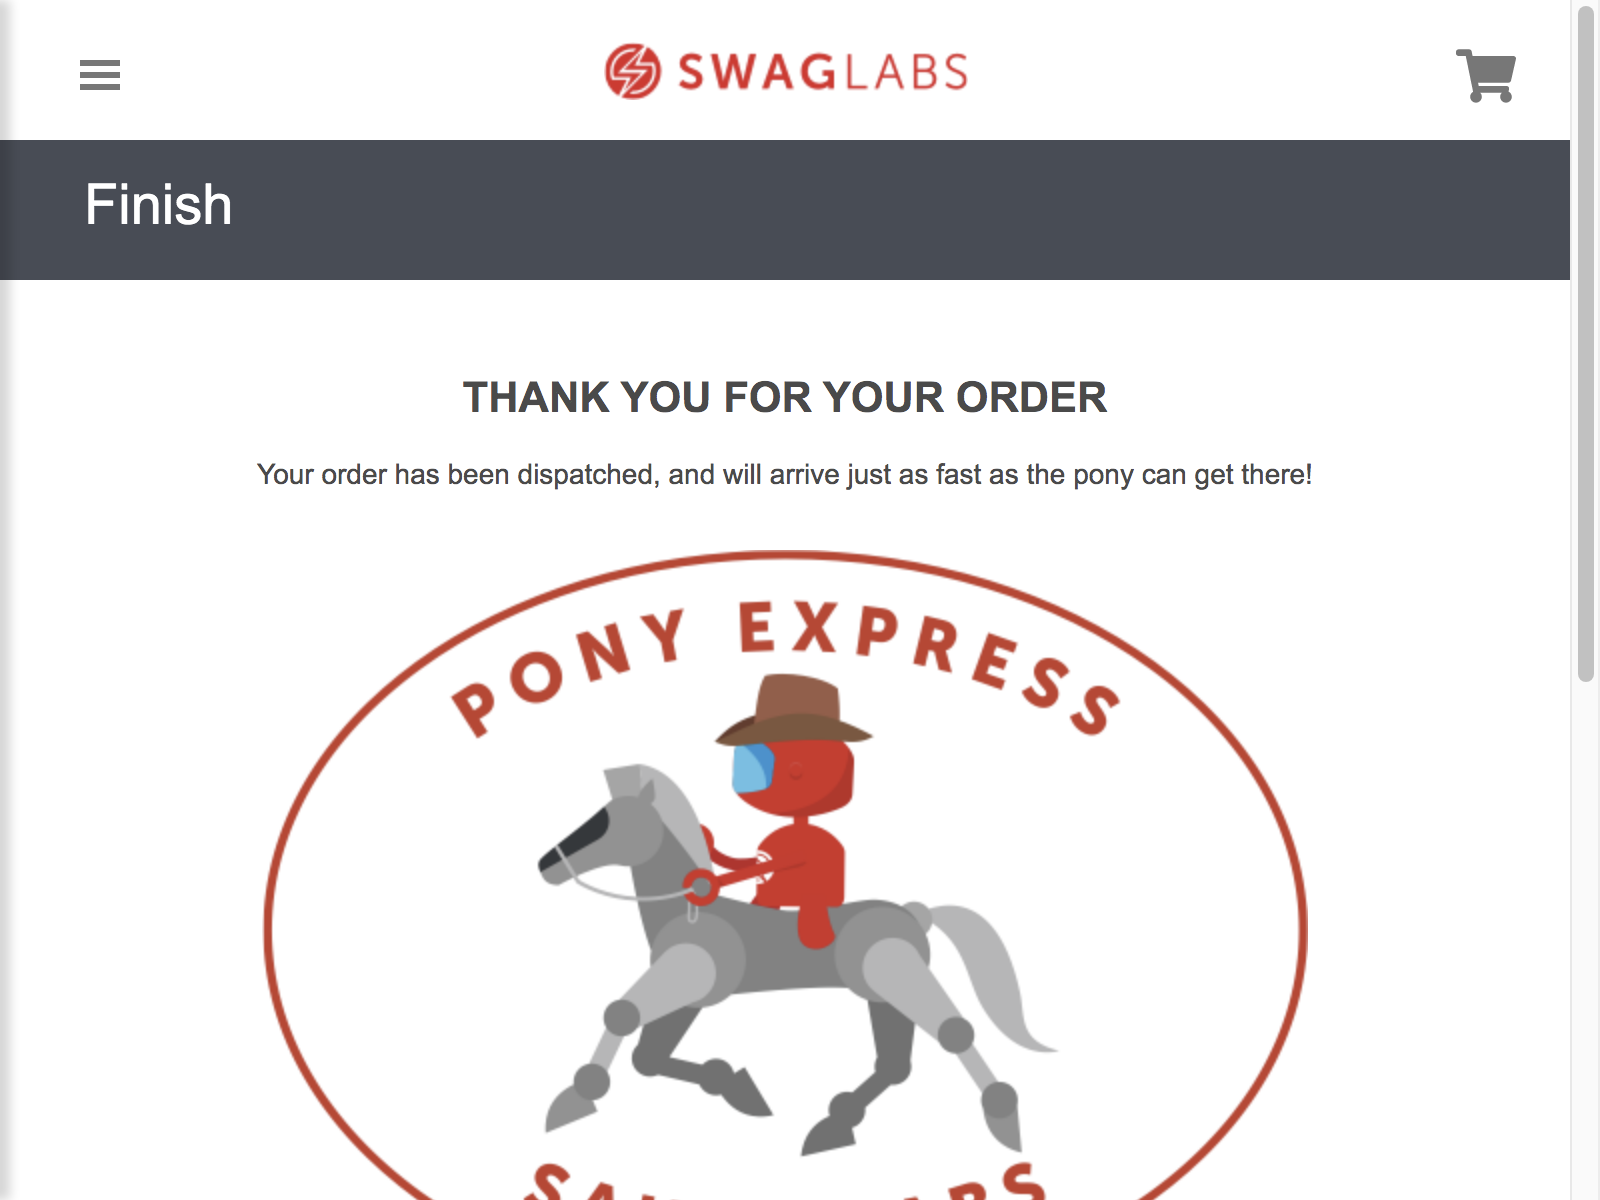 SWAGLABS
Finish
THANK YOU FOR YOUR ORDER
Your order has been dispatched, and will arrive just as fast as the pony can get there!
PONY EXPRESS